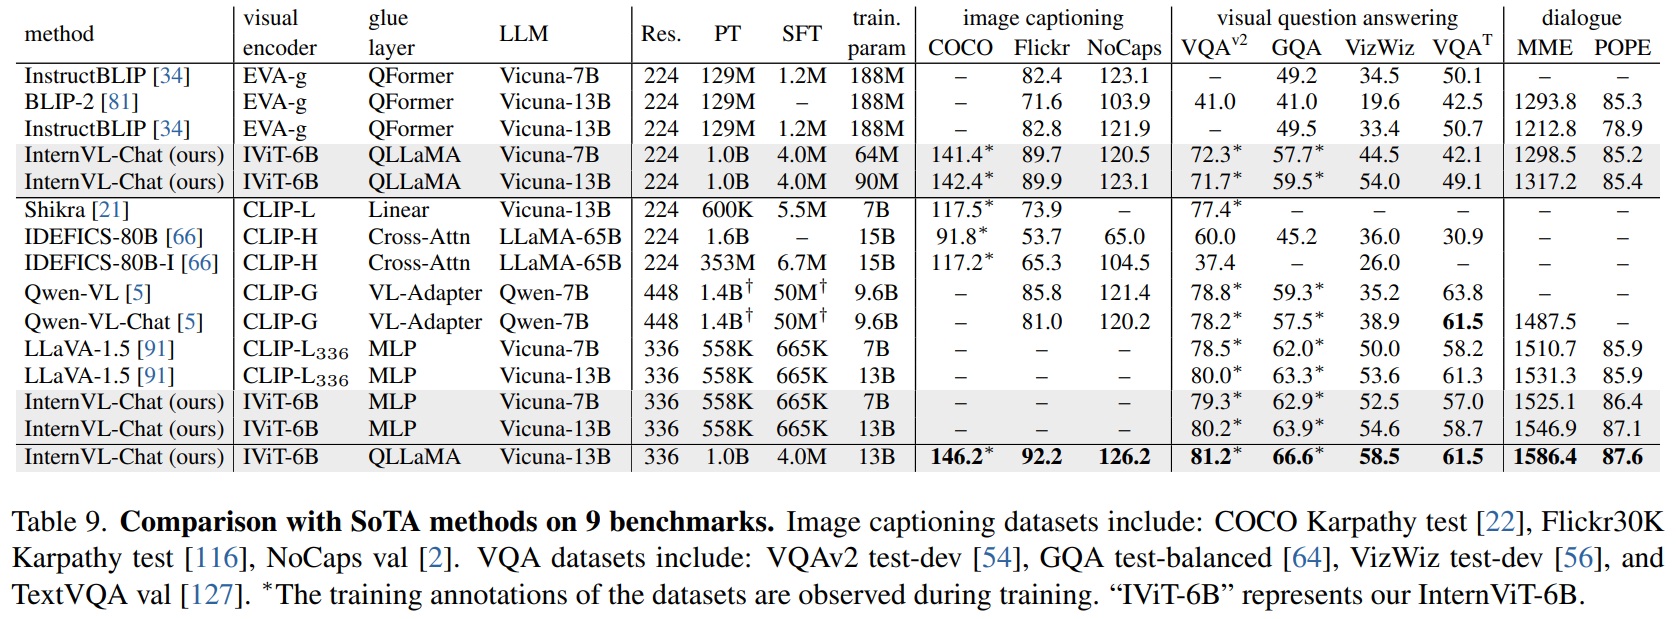 method visual encoder glue layer LLM Res. PT SFT train. param image captioning visual question answering dialogue
COCO Flickr NoCaps VQAv2 GQA VizWiz VQAT MME POPE
InstructBLIP [34] EVA-g QFormer Vicuna-7B 224 129M 1.2M 188M – 82.4 123.1 – 49.2 34.5 50.1 – –
BLIP-2 [81] EVA-g QFormer Vicuna-13B 224 129M – 188M – 71.6 103.9 41.0 41.0 19.6 42.5 1293.8 85.3
InstructBLIP [34] EVA-g QFormer Vicuna-13B 224 129M 1.2M 188M – 82.8 121.9 – 49.5 33.4 50.7 1212.8 78.9
InternVL-Chat (ours) IViT-6B QLLaMA Vicuna-7B 224 1.0B 4.0M 64M 141.4* 89.7 120.5 72.3* 57.7* 44.5 42.1 1298.5 85.2
InternVL-Chat (ours) IViT-6B QLLaMA Vicuna-13B 224 1.0B 4.0M 90M 142.4* 89.9 123.1 71.7* 59.5* 54.0 49.1 1317.2 85.4
Shikra [21] CLIP-L Linear Vicuna-13B 224 600K 5.5M 7B 117.5* 73.9 – 77.4* – – – – –
IDEFICS-80B [66] CLIP-H Cross-Attn LLaMA-65B 224 1.6B – 15B 91.8* 53.7 65.0 60.0 45.2 36.0 30.9 – –
IDEFICS-80B-I [66] CLIP-H Cross-Attn LLaMA-65B 224 353M 6.7M 15B 117.2* 65.3 104.5 37.4 – 26.0 – – –
Qwen-VL [5] CLIP-G VL-Adapter Qwen-7B 448 1.4B† 50M† 9.6B – 85.8 121.4 78.8* 59.3* 35.2 63.8 – –
Qwen-VL-Chat [5] CLIP-G VL-Adapter Qwen-7B 448 1.4B† 50M† 9.6B – 81.0 120.2 78.2* 57.5* 38.9 61.5 1487.5 –
LLaVA-1.5 [91] CLIP-L336 MLP Vicuna-7B 336 558K 665K 7B – – – 78.5* 62.0* 50.0 58.2 1510.7 85.9
LLaVA-1.5 [91] CLIP-L336 MLP Vicuna-13B 336 558K 665K 13B – – – 80.0* 63.3* 53.6 61.3 1531.3 85.9
InternVL-Chat (ours) IViT-6B MLP Vicuna-7B 336 558K 665K 7B – – – 79.3* 62.9* 52.5 57.0 1525.1 86.4
InternVL-Chat (ours) IViT-6B MLP Vicuna-13B 336 558K 665K 13B – – – 80.2* 63.9* 54.6 58.7 1546.9 87.1
InternVL-Chat (ours) IViT-6B QLLaMA Vicuna-13B 336 1.0B 4.0M 13B 146.2* 92.2 126.2 81.2* 66.6* 58.5 61.5 1586.4 87.6
Table 9. Comparison with SoTA methods on 9 benchmarks. Image captioning datasets include: COCO Karpathy test [22], Flickr30K
Karpathy test [116], NoCaps val [2]. VQA datasets include: VQAv2 test-dev [54], GQA test-balanced [64], VizWiz test-dev [56], and
TextVQA val [127]. *The training annotations of the datasets are observed during training. “IViT-6B” represents our InternViT-6B.